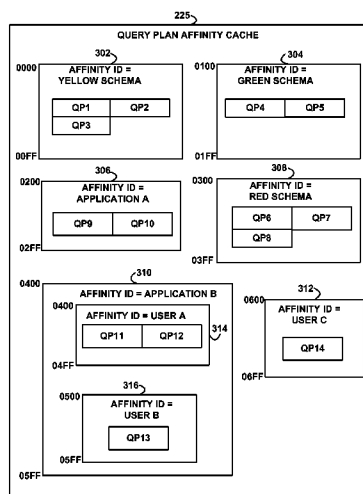 225
QUERY PLAN AFFINITY CACHE
302
0000
AFFINITY ID =
YELLOW SCHEMA
QP1 QP2
QP3
00FF
304
0100
AFFINITY ID =
GREEN SCHEMA
QP4 QP5
01FF
306
0200
AFFINITY ID =
APPLICATION A
QP9 QP10
02FF
308
0300
AFFINITY ID =
RED SCHEMA
QP6 QP7
QP8
03FF
310
0400
AFFINITY ID = APPLICATION B
0400
AFFINITY ID = USER A
314
QP11 QP12
04FF
316
0500
AFFINITY ID =
USER B
QP13
05FF
05FF
312
0600
AFFINITY ID =
USER C
QP14
06FF